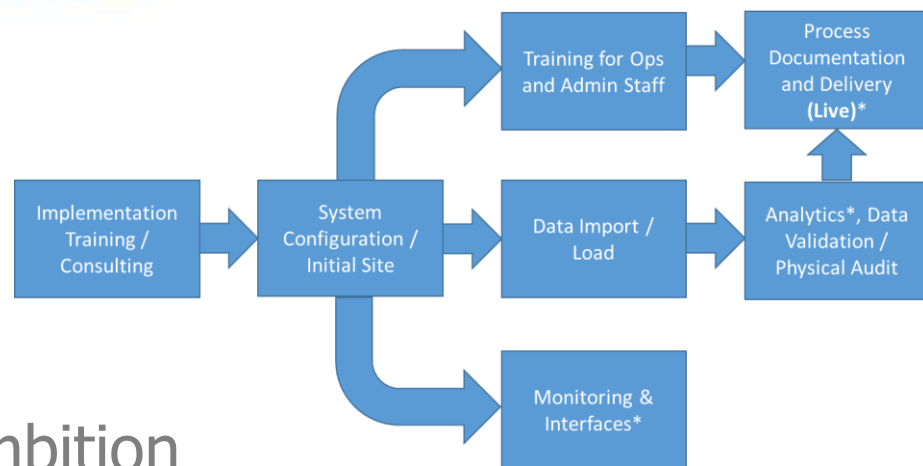 Training for Ops
and Admin Staff
Process
Documentation
and Delivery
(Live)*
Implementation
Training /
Consulting
System
Configuration /
Initial Site
Data Import /
Load
Analytics*, Data
Validation /
Physical Audit
Monitoring &
Interfaces*